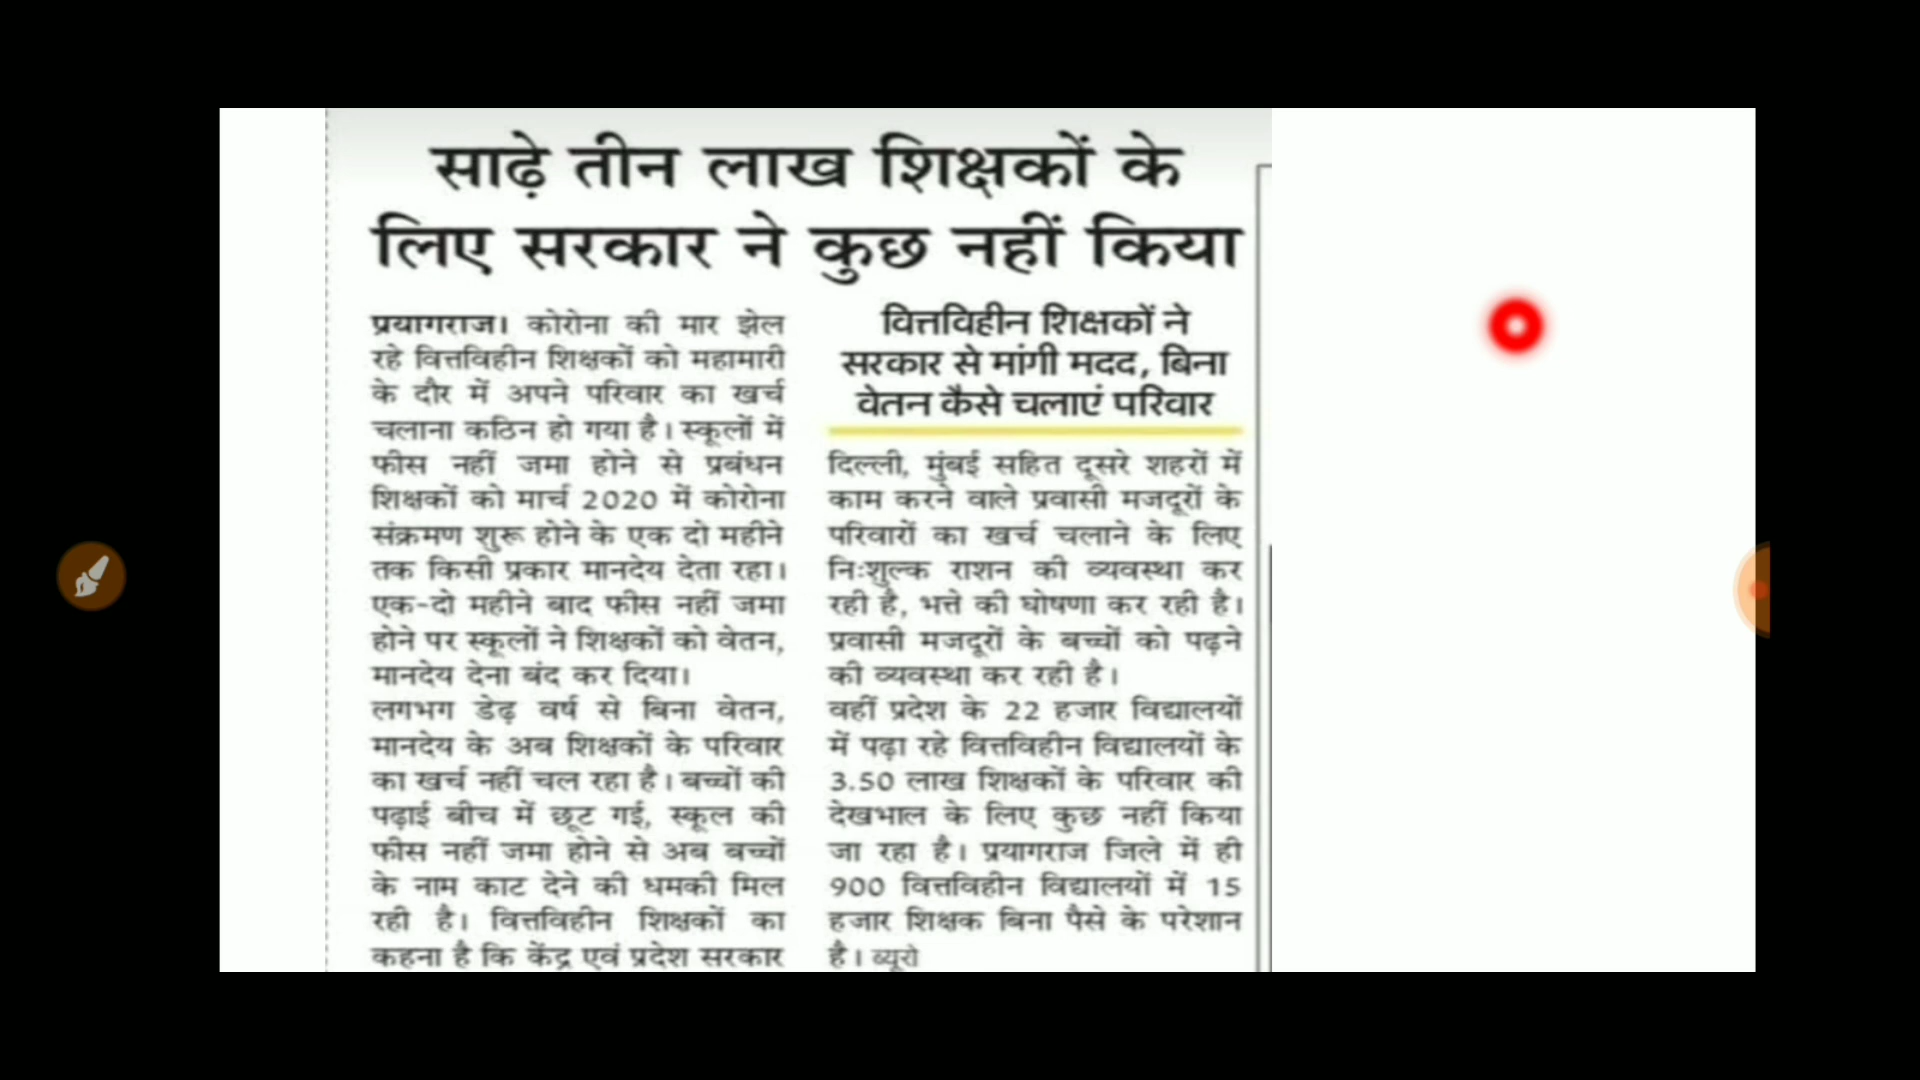 साढ़े तीन लाख शिक्षकों के
लिए सरकार ने कुछ नहीं किया
प्रयागराज। कोरोना की मार झेल
रहे वित्तविहीन शिक्षकों को महामारी
के दौर में अपने परिवार का खर्च
चलाना कठिन हो गया है। स्कूलों में
फीस नहीं जमा होने से प्रबंधन
शिक्षकों को मार्च 2020 में कोरोना
संक्रमण शुरू होने के एक दो महीने
तक किसी प्रकार मानदेय देता रहा।
एक-दो महीने बाद फीस नहीं जमा
होने पर स्कूलों ने शिक्षकों को वेतन,
मानदेय देना बंद कर दिया।
लगभग डेढ़ वर्ष से बिना वेतन,
मानदेय के अब शिक्षकों के परिवार
का खर्च नहीं चल रहा है। बच्चों की
पढ़ाई बीच में छूट गई, स्कूल की
फीस नहीं जमा होने से अब बच्चों
के नाम काट देने की धमकी मिल
रही है। वित्तविहीन शिक्षकों का
कहना है कि केंद्र एवं प्रदेश सरकार
वित्तविहीन शिक्षकों ने
सरकार से मांगी मदद, बिना
वेतन कैसे चलाएं परिवार
दिल्ली, मुंबई सहित दूसरे शहरों में
काम करने वाले प्रवासी मजदूरों के
परिवारों का खर्च चलाने के लिए
निःशुल्क राशन की व्यवस्था कर
रही है, भत्ते की घोषणा कर रही है।
प्रवासी मजदूरों के बच्चों को पढ़ने
की व्यवस्था कर रही है।
वहीं प्रदेश के 22 हजार विद्यालयों
में पढ़ा रहे वित्तविहीन विद्यालयों के
3.50 लाख शिक्षकों के परिवार की
देखभाल के लिए कुछ नहीं किया
जा रहा है। प्रयागराज जिले में ही
900 वित्तविहीन विद्यालयों में 15
हजार शिक्षक बिना पैसे के परेशान
है। ब्यूरो